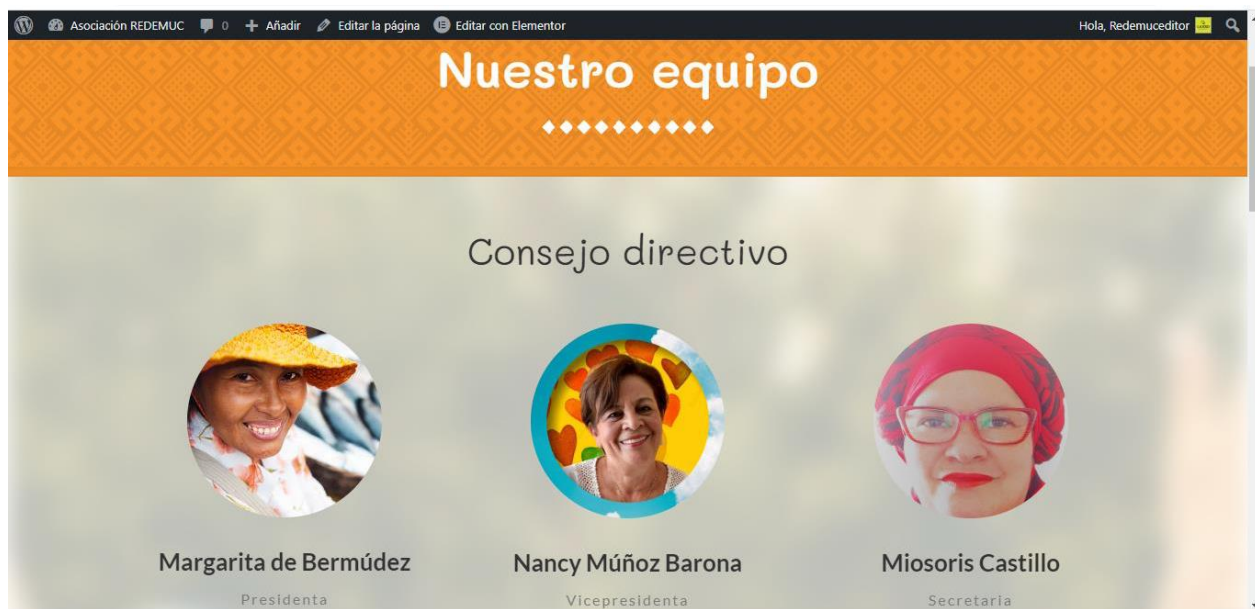 Asociación REDEMUC 0 Añadir Editar la página Editar con Elementor Hola, Redemuceditor
Nuestro equipo
Consejo directivo
Margarita de Bermúdez Nancy Múñoz Barona Miosoris Castillo
Presidenta Vicepresidenta Secretaria